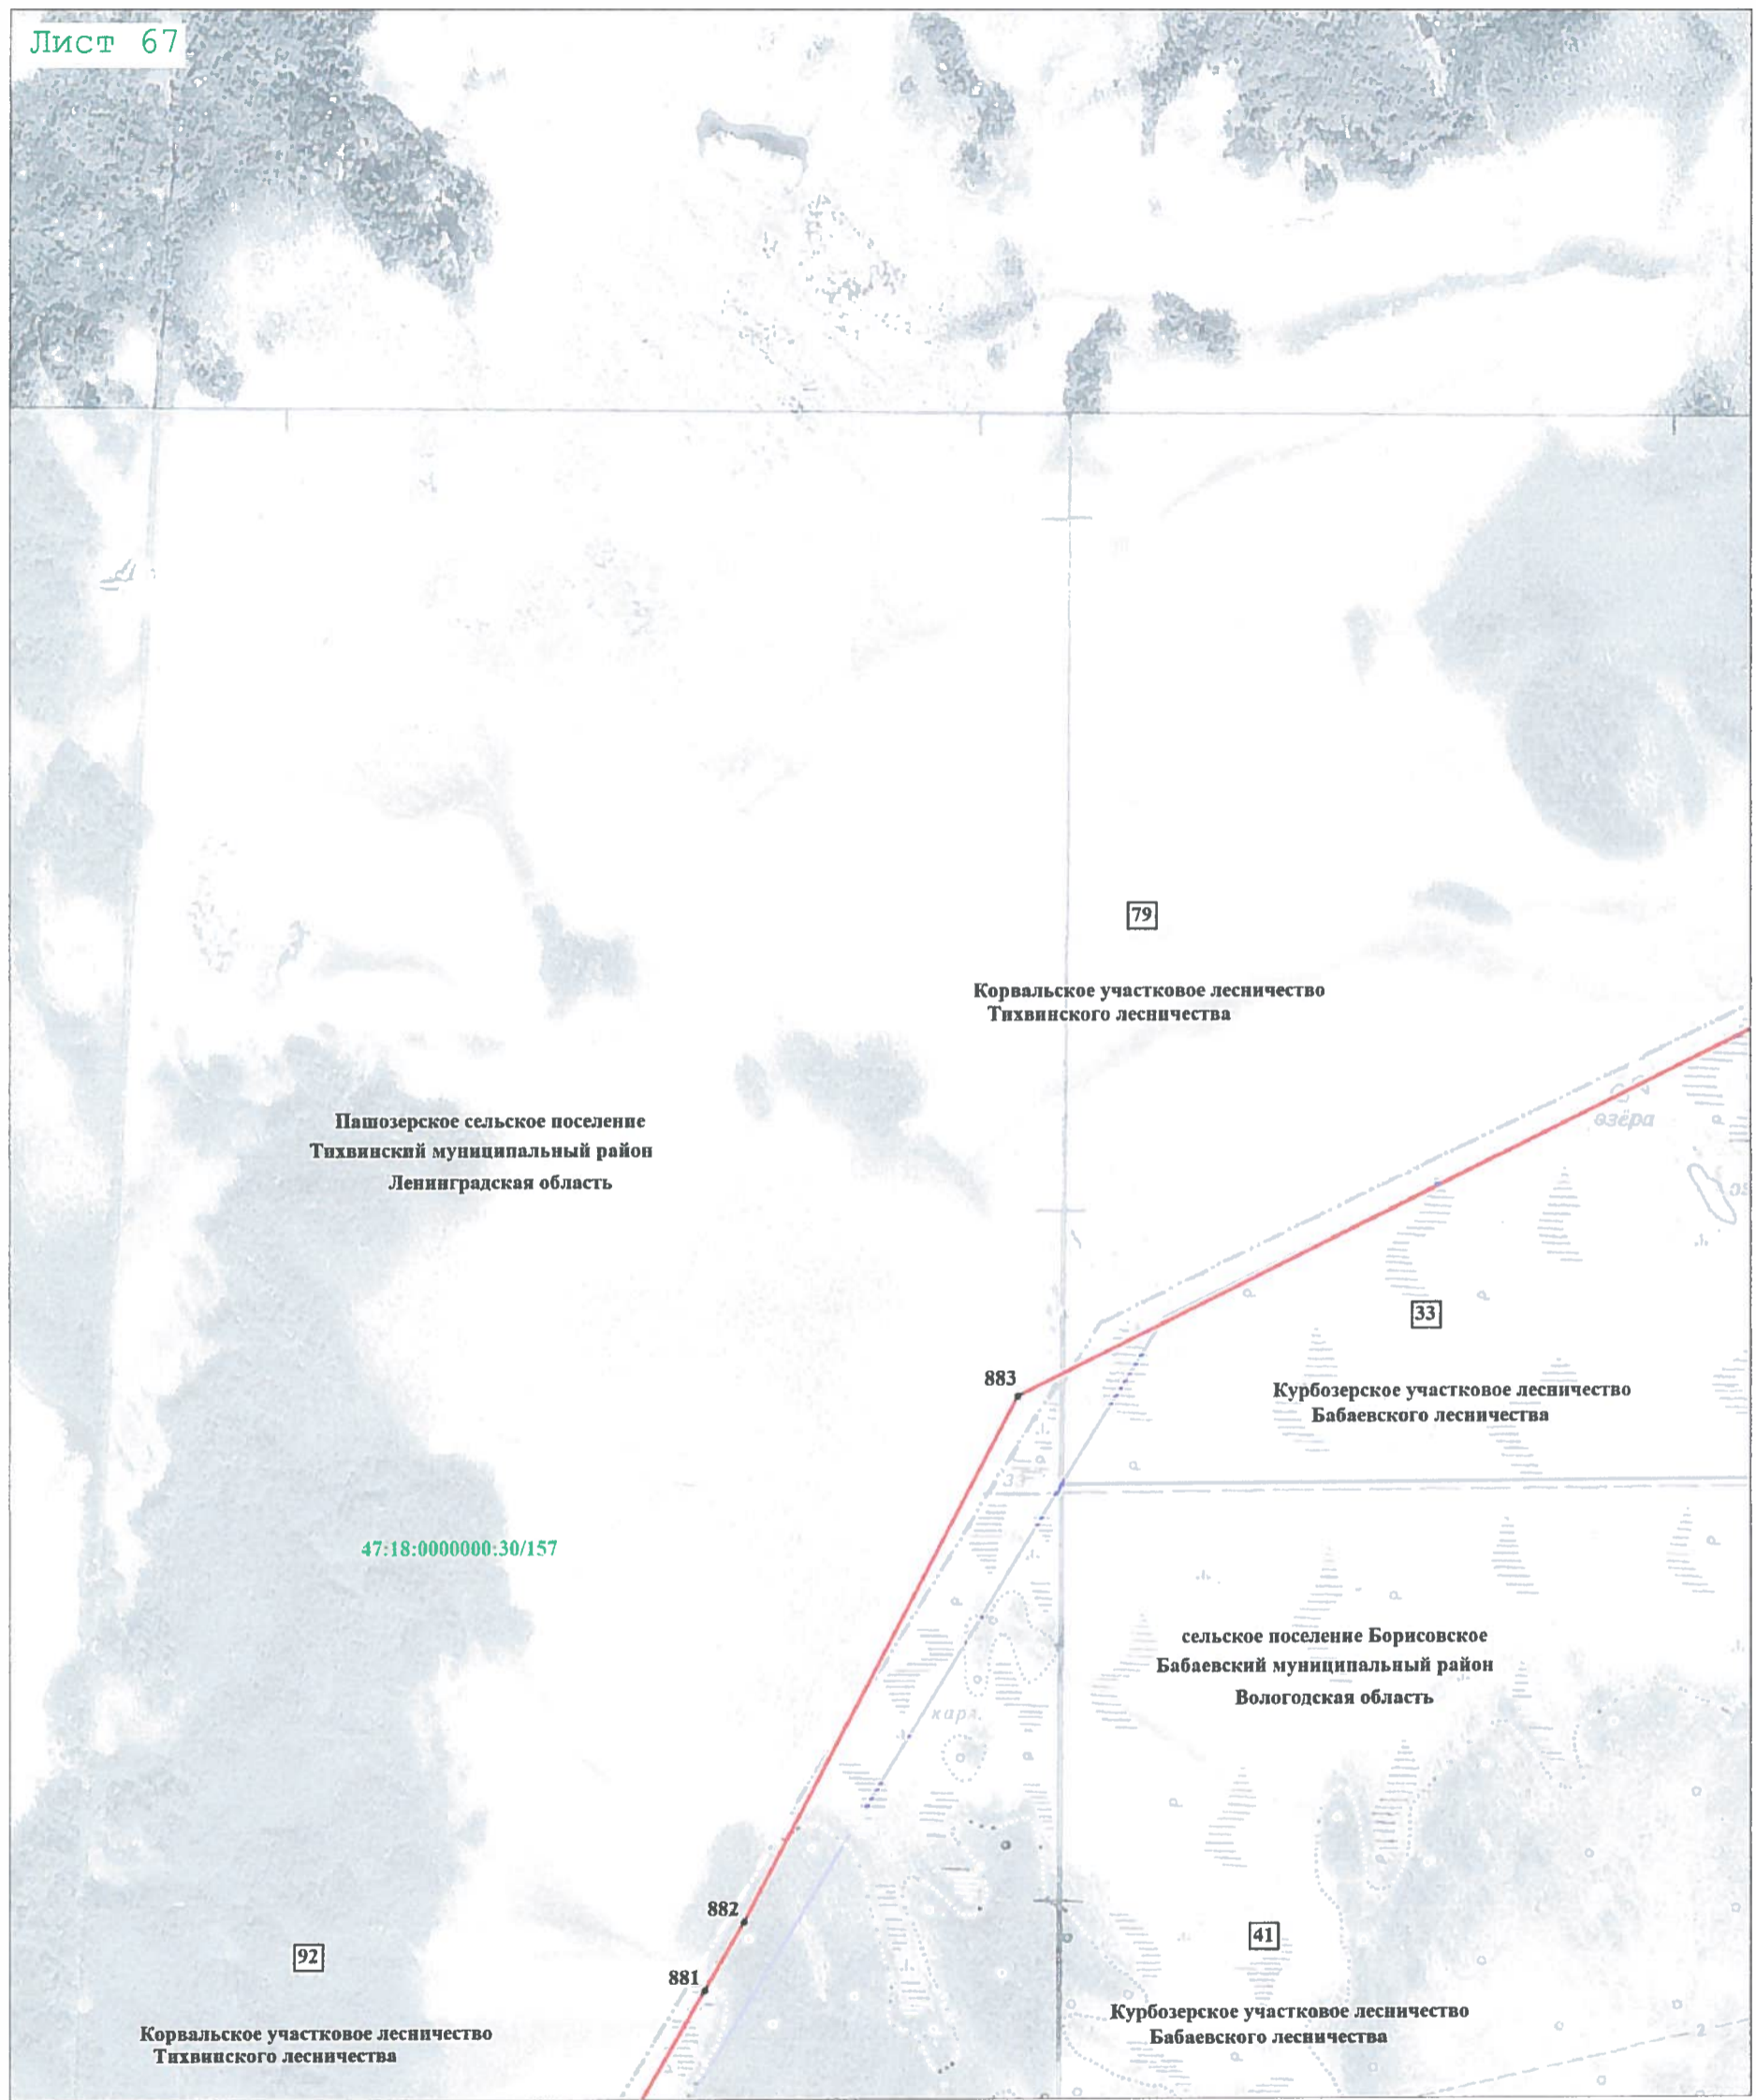 Лист 67
79
Корвальское участковое лесничество
Тихвинского лесничества
озёра
Пашозерское сельское поселение
Тихвинский муниципальный район
Ленинградская область
33
883
Курбозерское участковое лесничество
Бабаевского лесничества
47:18:0000000:30/157
сельское поселение Борисовское
Бабаевский муниципальный район
Вологодская область
882
92
41
881
Курбозерское участковое лесничество
Бабаевского лесничества
Корвальское участковое лесничество
Тихвинского лесничества
2